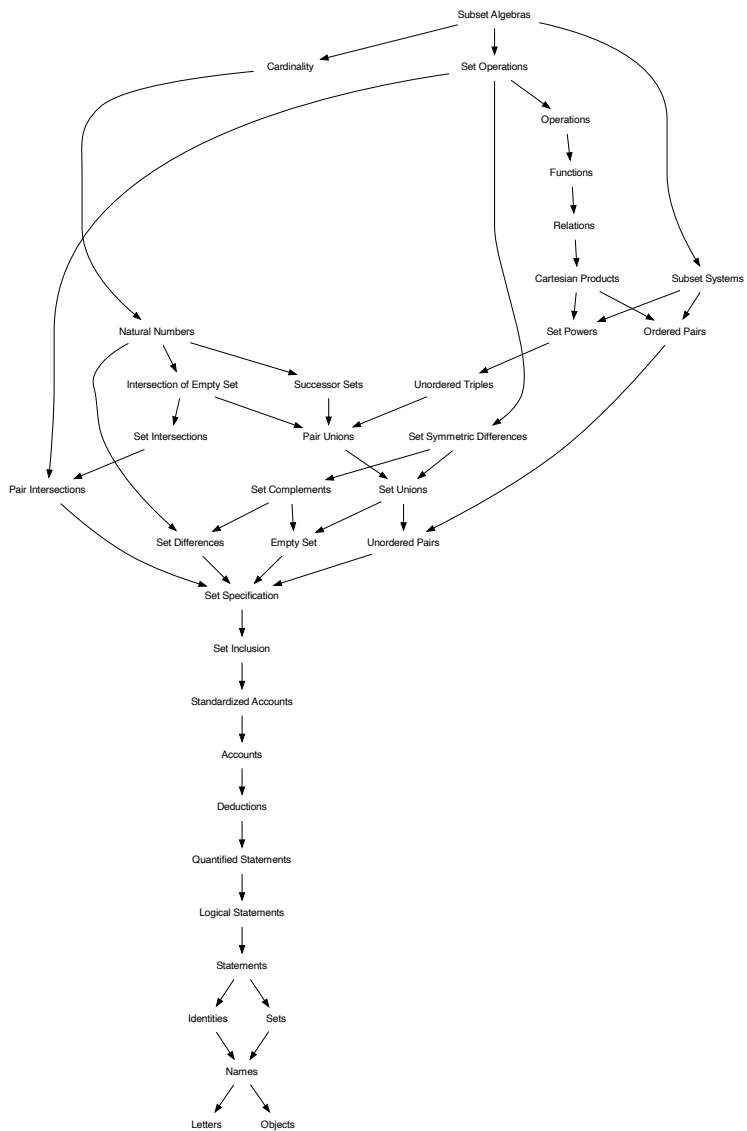 Subset Algebras
Cardinality
Set Operations
Operations
Functions
Relations
Cartesian Products
Subset Systems
Natural Numbers
Set Powers
Ordered Pairs
Intersection of Empty Set
Successor Sets
Unordered Triples
Set Intersections
Pair Unions
Set Symmetric Differences
Pair Intersections
Set Complements
Set Unions
Set Differences
Empty Set
Unordered Pairs
Set Specification
Set Inclusion
Standardized Accounts
Accounts
Deductions
Quantified Statements
Logical Statements
Statements
Identities
Sets
Names
Letters
Objects